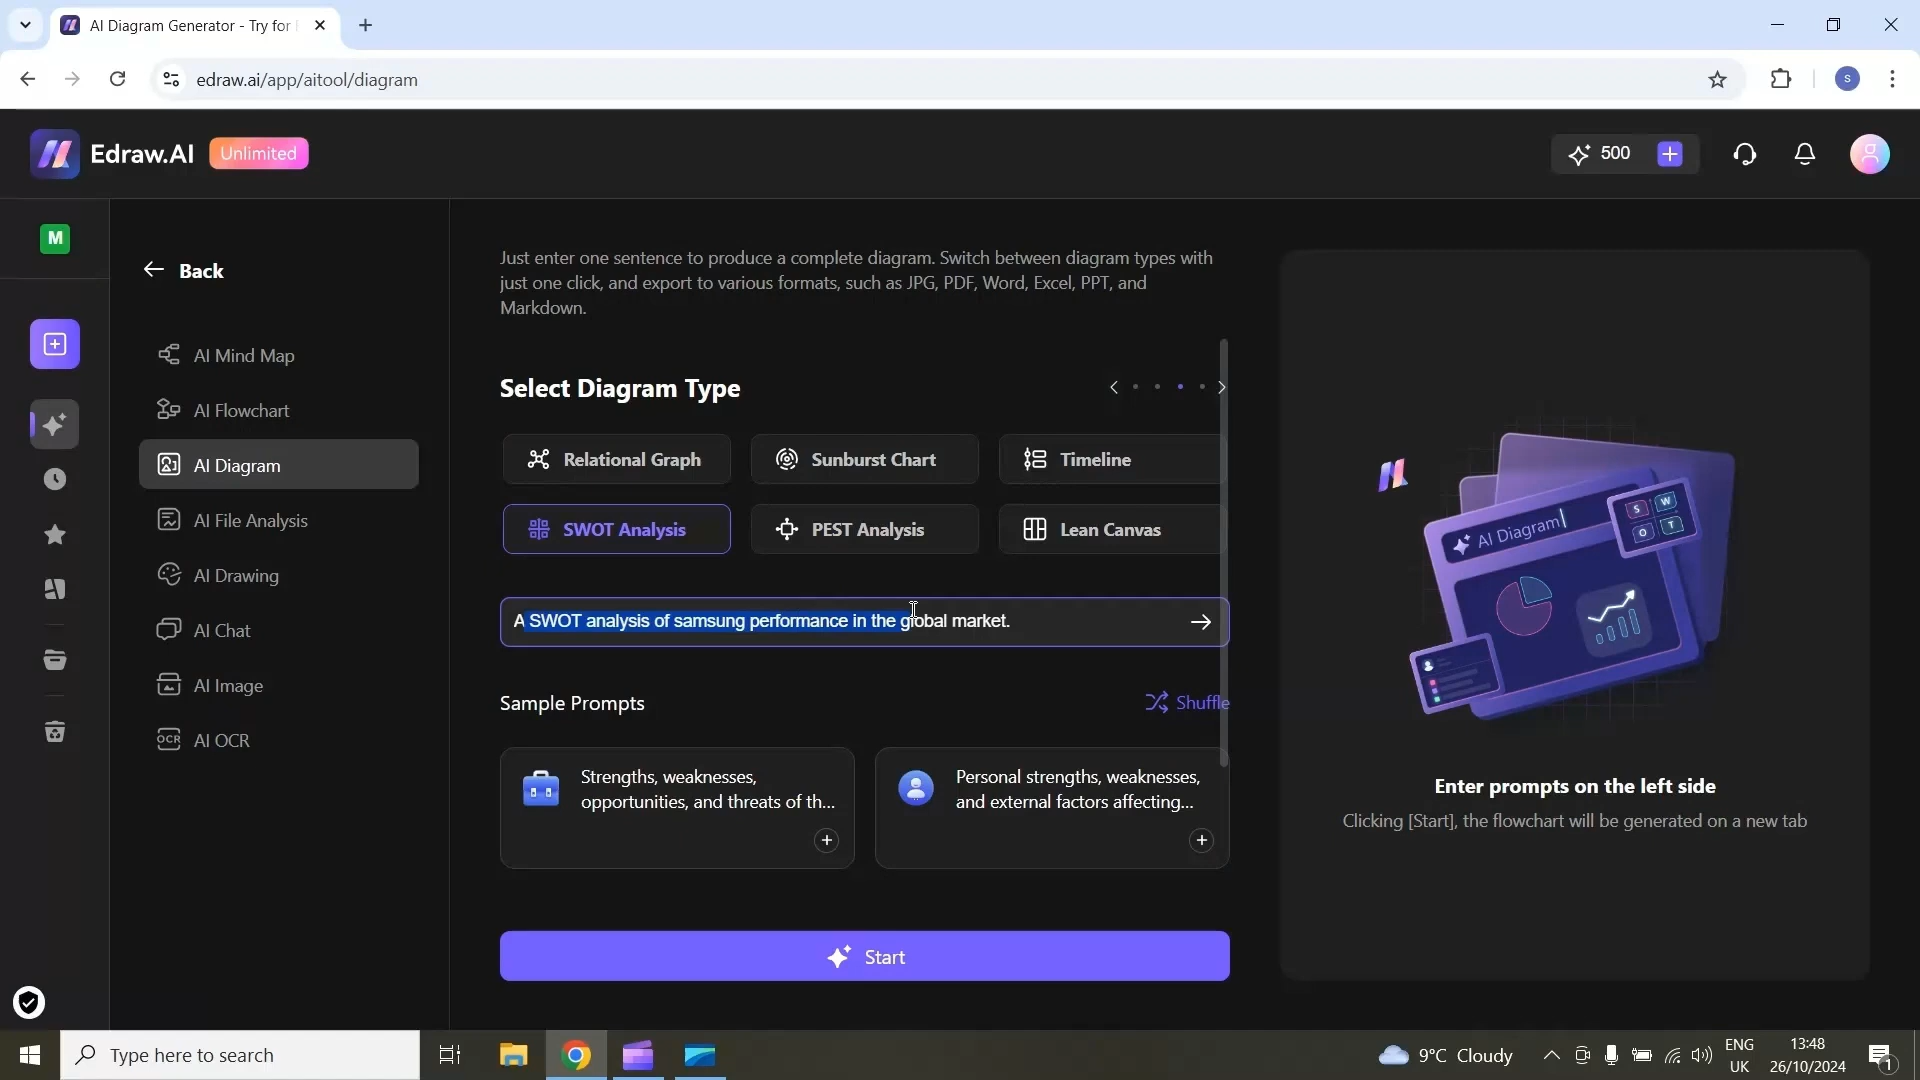 AI Diagram Generator - Try for
edraw.ai/app/aitool/diagram
S
Edraw.AI
Unlimited
500
M
Back
AI Mind Map
AI Flowchart
AI Diagram
AI File Analysis
AI Drawing
AI Chat
AI Image
OCR AI OCR
Just enter one sentence to produce a complete diagram. Switch between diagram types with
just one click, and export to various formats, such as JPG, PDF, Word, Excel, PPT, and
Markdown.
Select Diagram Type
Relational Graph
Sunburst Chart
Timeline
SWOT Analysis
PEST Analysis
Lean Canvas
A SWOT analysis of samsung performance in the global market.
Sample Prompts
Shuffle
Strengths, weaknesses,
opportunities, and threats of th...
Personal strengths, weaknesses,
and external factors affecting...
Start
AI Diagram
S W
O T
Enter prompts on the left side
Clicking [Start], the flowchart will be generated on a new tab
Type here to search
9°C Cloudy
ENG
UK
13:48
26/10/2024
1